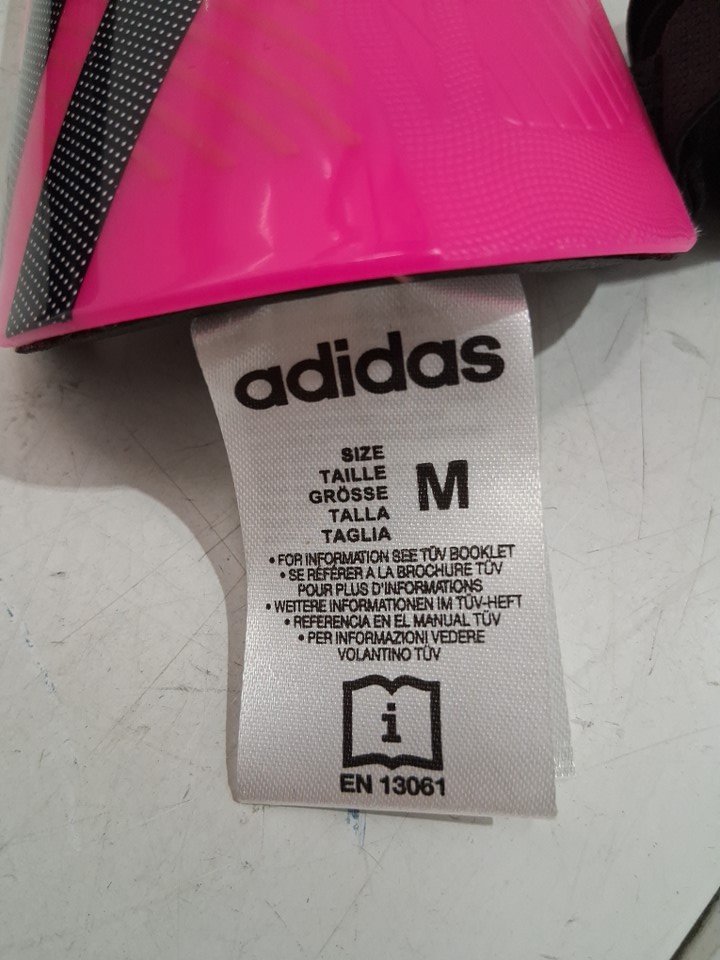 adidas
SIZE
TAILLE
GRÖSSE
TALLA
TAGLIA
M
• FOR INFORMATION SEE TÜV BOOKLET
• SE RÉFÉRER A LA BROCHURE TÜV
POUR PLUS D'INFORMATIONS
• WEITERE INFORMATIONEN IM TÜV-HEFT
• REFERENCIA EN EL MANUAL TÜV
• PER INFORMAZIONI VEDERE
VOLANTINO TÜV
i
EN 13061